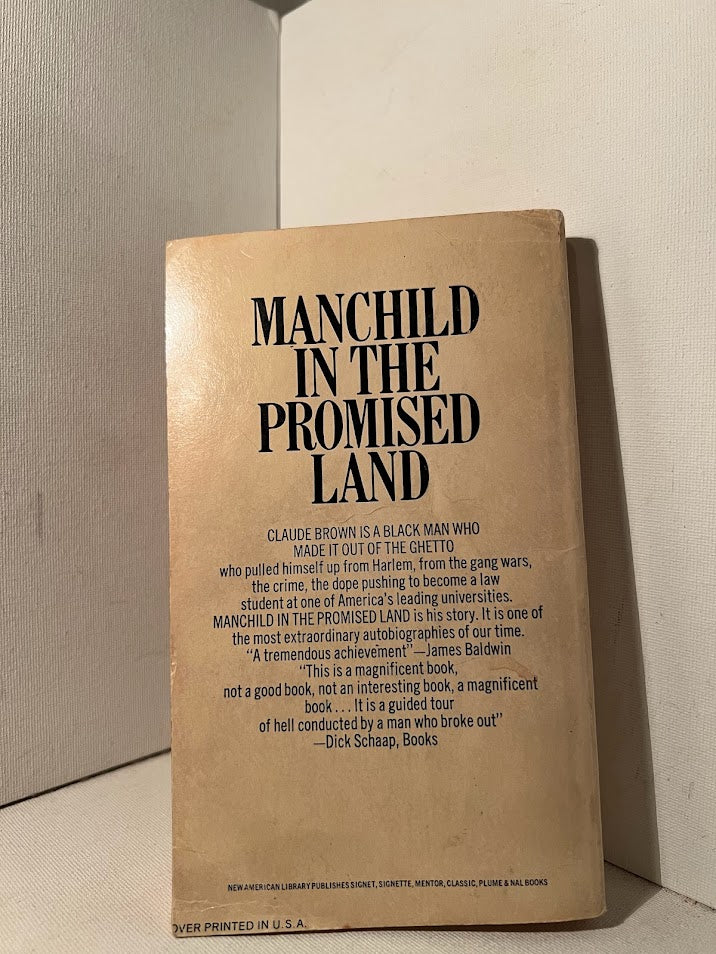 MANCHILD
IN THE
PROMISED
LAND
CLAUDE BROWN IS A BLACK MAN WHO
MADE IT OUT OF THE GHETTO
who pulled himself up from Harlem, from the gang wars,
the crime, the dope pushing to become a law
student at one of America's leading universities.
MANCHILD IN THE PROMISED LAND is his story. It is one of
the most extraordinary autobiographies of our time.
"A tremendous achievement"—James Baldwin
"This is a magnificent book,
not a good book, not an interesting book, a magnificent
book . . . It is a guided tour
of hell conducted by a man who broke out"
—Dick Schaap, Books
NEW AMERICAN LIBRARY PUBLISHES SIGNET, SIGNETTE, MENTOR, CLASSIC, PLUME & NAL BOOKS
OVER PRINTED IN U.S.A.